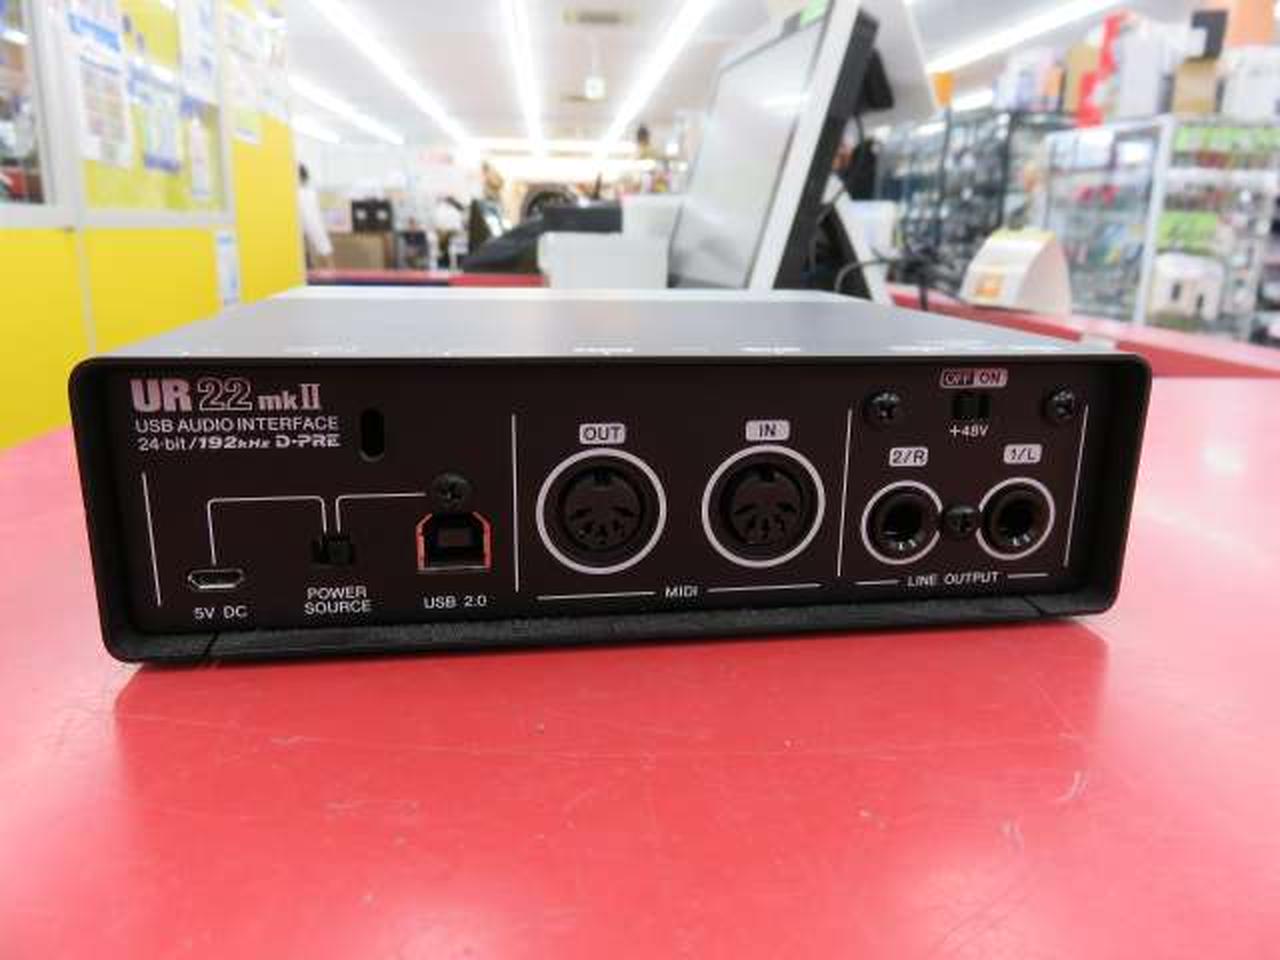 UR22mkII
USB AUDIO INTERFACE
24-bit/192kHz D-PRE
5V DC
POWER
SOURCE
USB 2.0
OUT
IN
MIDI
OFF ON
+48V
2/R
1/L
LINE OUTPUT